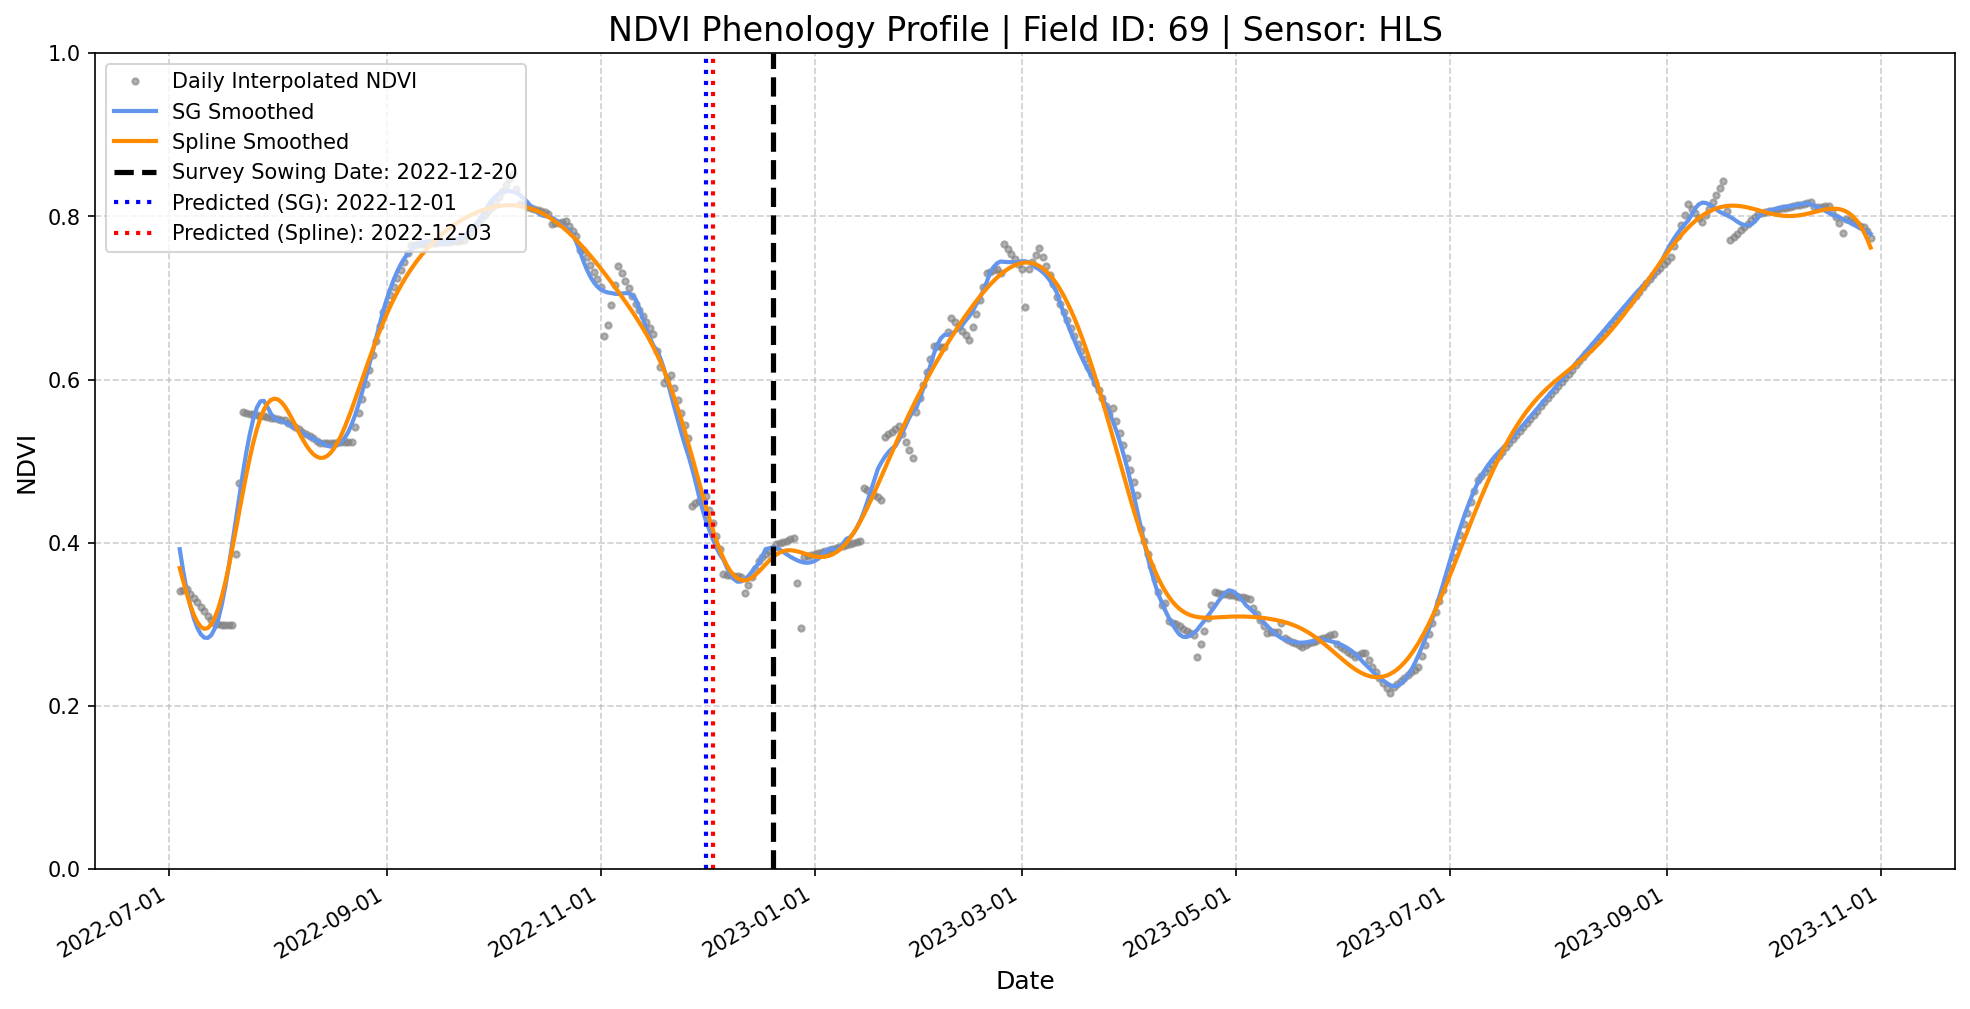 NDVI Phenology Profile | Field ID: 69 | Sensor: HLS
1.0
0.8
0.6
0.4
0.2
0.0
NDVI
Daily Interpolated NDVI
SG Smoothed
Spline Smoothed
Survey Sowing Date: 2022-12-20
Predicted (SG): 2022-12-01
Predicted (Spline): 2022-12-03
2022-07-01
2022-09-01
2022-11-01
2023-01-01
2023-03-01
2023-05-01
2023-07-01
2023-09-01
2023-11-01
Date